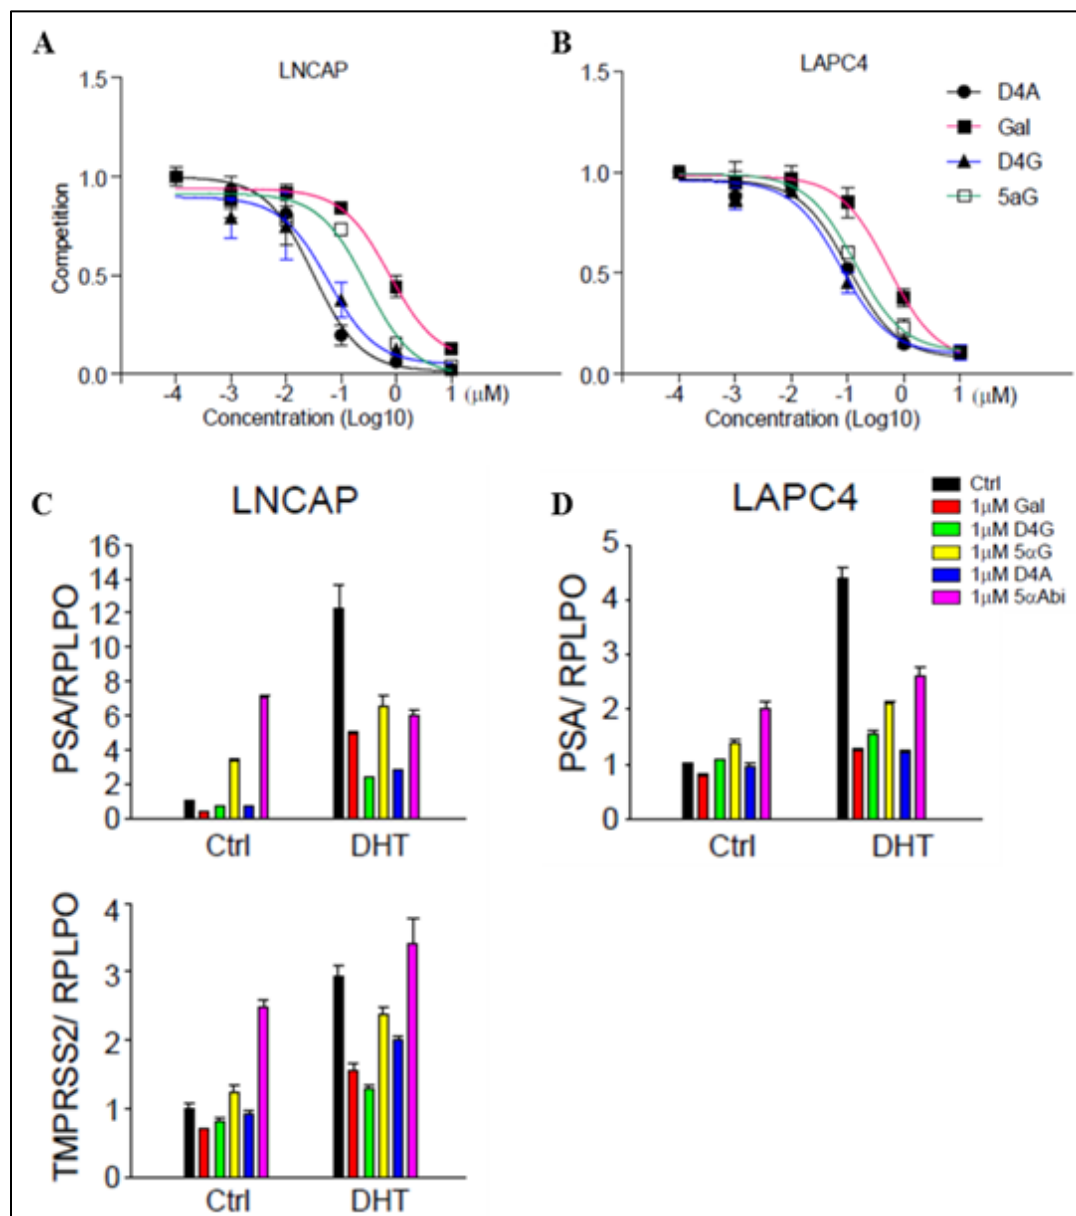 A
LNCAP
1.5
1.0
0.5
0.0
Competition
-4 -3 -2 -1 0 1 (μM)
Concentration (Log10)
B
LAPC4
1.5
1.0
0.5
0.0
-4 -3 -2 -1 0 1 (μM)
Concentration (Log10)
D4A
Gal
D4G
5aG
C
LNCAP
16
14
12
10
8
6
4
2
0
PSA/RPLPO
Ctrl DHT
D
LAPC4
5
4
3
2
1
0
PSA/ RPLPO
Ctrl DHT
Ctrl
1μM Gal
1μM D4G
1μM 5αG
1μM D4A
1μM 5αAbi
4
3
2
1
0
TMPRSS2/ RPLPO
Ctrl DHT